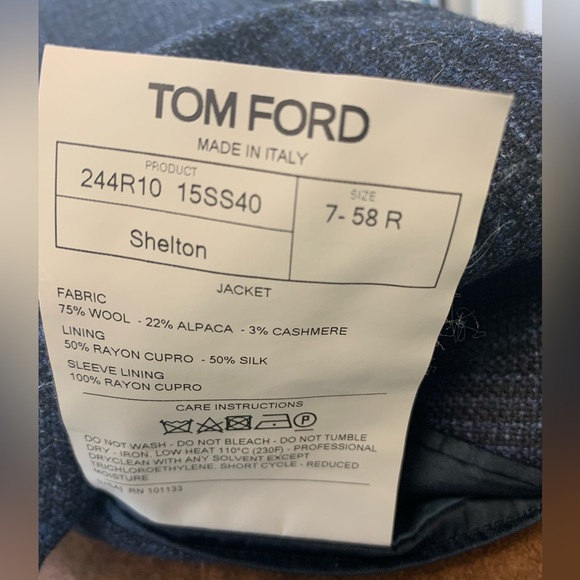 TOM FORD
MADE IN ITALY
PRODUCT
244R10 15SS40
SIZE
7- 58 R
Shelton
JACKET
FABRIC
75% WOOL - 22% ALPACA - 3% CASHMERE
LINING
50% RAYON CUPRO - 50% SILK
SLEEVE LINING
100% RAYON CUPRO
CARE INSTRUCTIONS
P
DO NOT WASH - DO NOT BLEACH - DO NOT TUMBLE
DRY - IRON, LOW HEAT 110°C (230F) - PROFESSIONAL
DRYCLEAN WITH ANY SOLVENT EXCEPT
TRICHLOROETHYLENE, SHORT CYCLE - REDUCED
MOISTURE
RN 101133